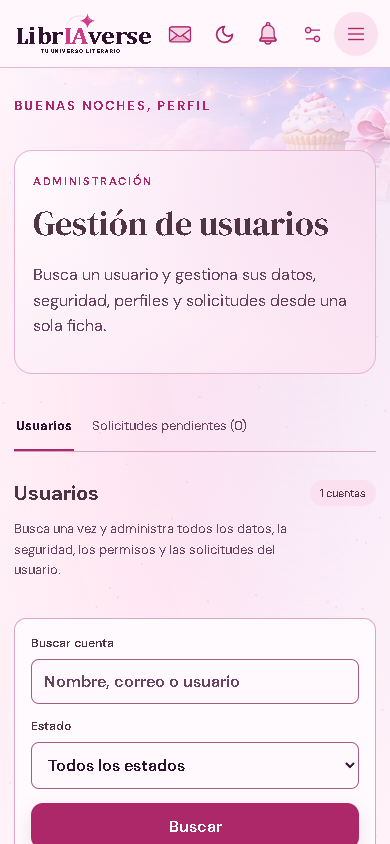 LibrIAverse
TU UNIVERSO LITERARIO
BUENAS NOCHES, PERFIL
ADMINISTRACIÓN
Gestión de usuarios
Busca un usuario y gestiona sus datos,
seguridad, perfiles y solicitudes desde una
sola ficha.
Usuarios Solicitudes pendientes (0)
Usuarios 1 cuentas
Busca una vez y administra todos los datos, la
seguridad, los permisos y las solicitudes del
usuario.
Buscar cuenta
Nombre, correo o usuario
Estado
Todos los estados
Buscar